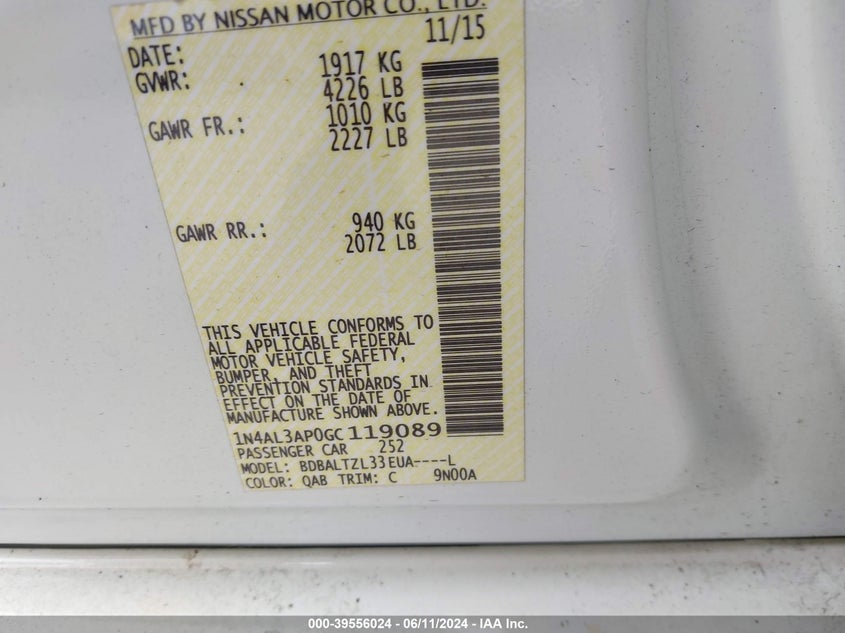 MFD BY NISSAN MOTOR CO., LTD.
DATE: 11/15
GVWR: 1917 KG
4226 LB
GAWR FR.: 1010 KG
2227 LB
GAWR RR.: 940 KG
2072 LB
THIS VEHICLE CONFORMS TO
ALL APPLICABLE FEDERAL
MOTOR VEHICLE SAFETY,
BUMPER, AND THEFT
PREVENTION STANDARDS IN
EFFECT ON THE DATE OF
MANUFACTURE SHOWN ABOVE.
1N4AL3AP0GC119089
PASSENGER CAR 252
MODEL: BDBALTZL33EUA----L
COLOR: QAB TRIM: C 9N00A
000-39556024 - 06/11/2024 - IAA Inc.